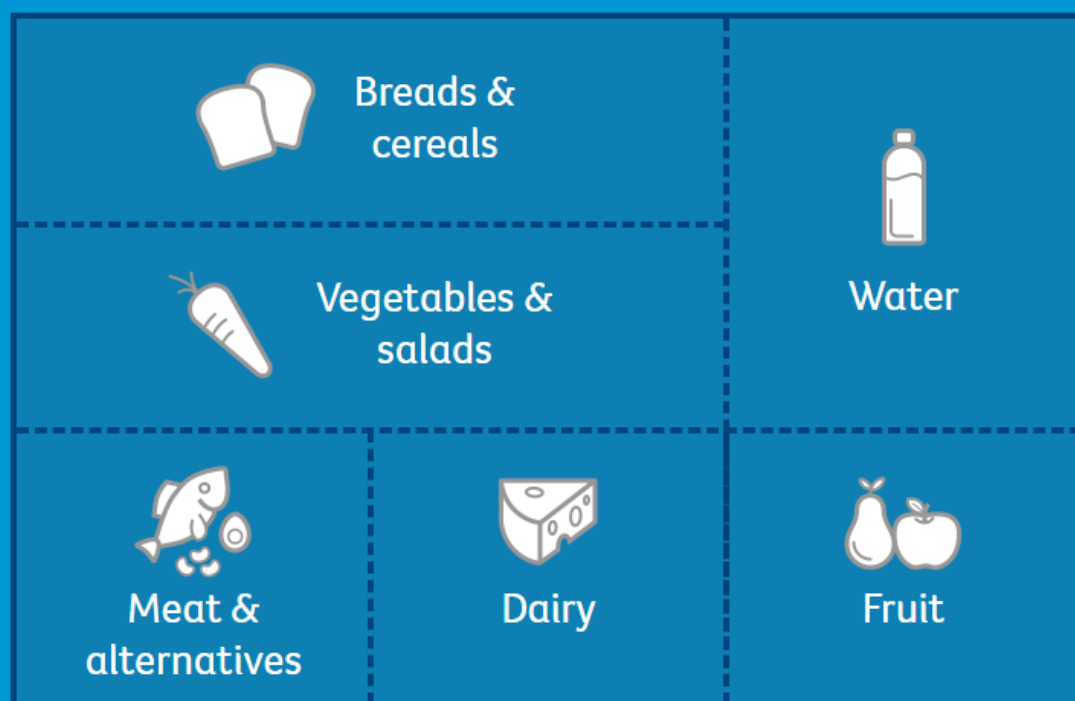 Breads &
cereals
Water
Vegetables &
salads
Meat &
alternatives
Dairy
Fruit